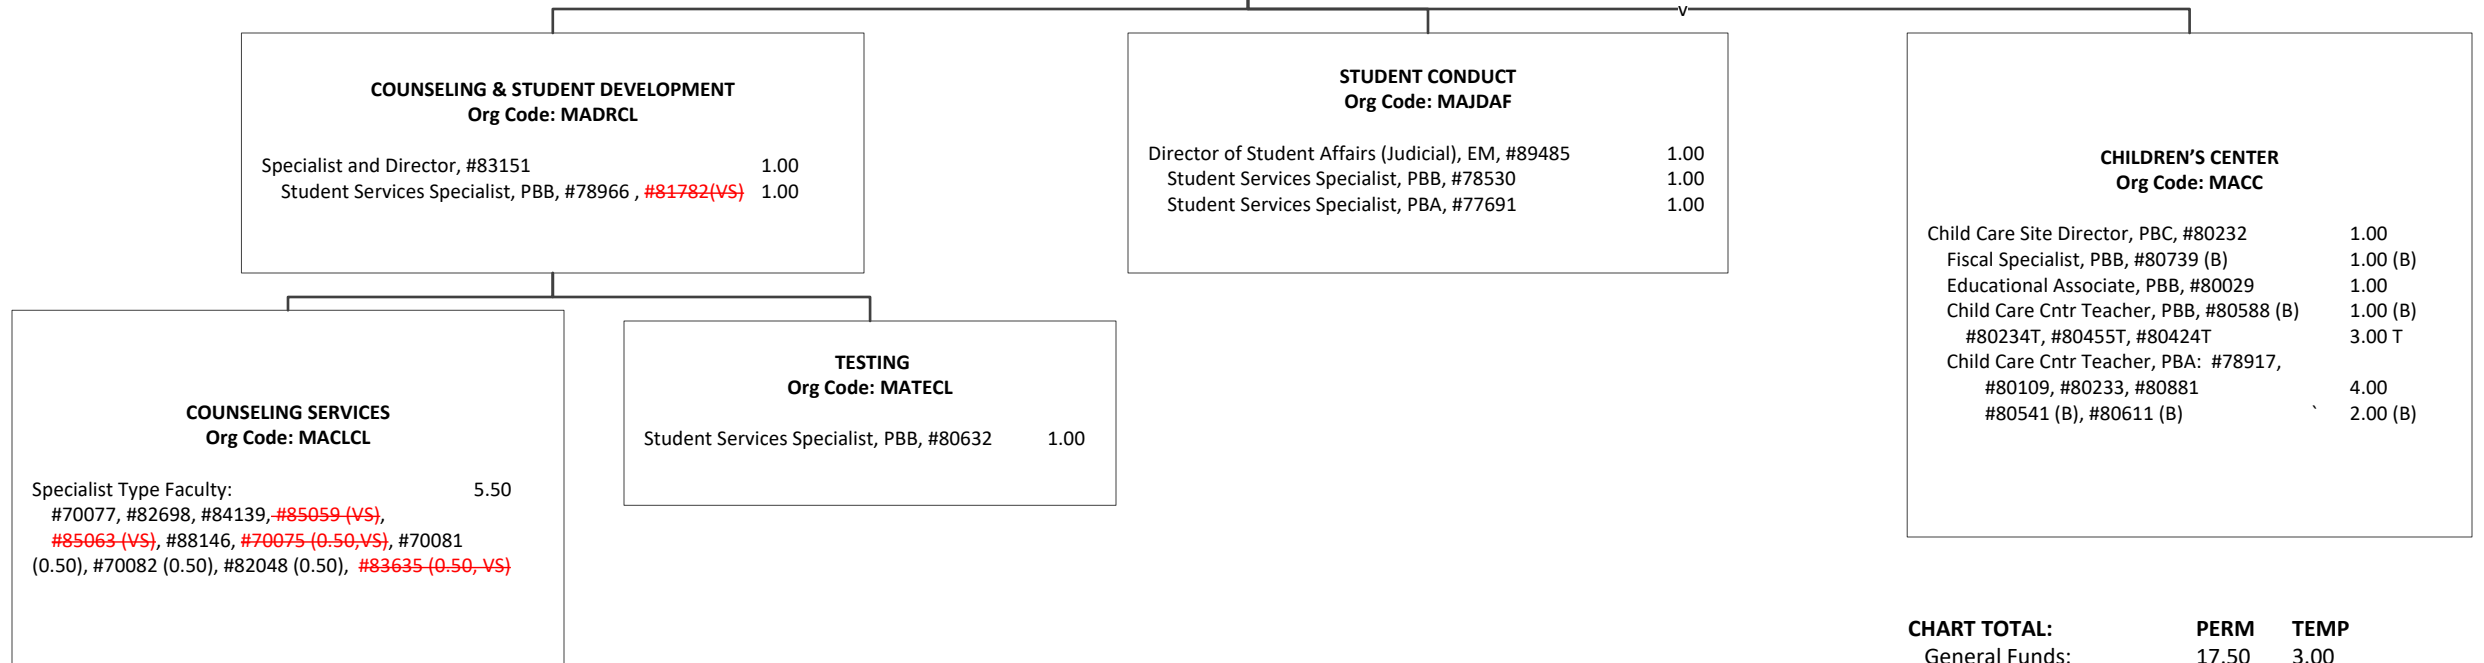 v
COUNSELING & STUDENT DEVELOPMENT
Org Code: MADRCL
Specialist and Director, #83151 1.00
Student Services Specialist, PBB, #78966 , #81782(VS) 1.00
STUDENT CONDUCT
Org Code: MAJDAF
Director of Student Affairs (Judicial), EM, #89485 1.00
Student Services Specialist, PBB, #78530 1.00
Student Services Specialist, PBA, #77691 1.00
CHILDREN’S CENTER
Org Code: MACC
Child Care Site Director, PBC, #80232 1.00
Fiscal Specialist, PBB, #80739 (B) 1.00 (B)
Educational Associate, PBB, #80029 1.00
Child Care Cntr Teacher, PBB, #80588 (B) 1.00 (B)
#80234T, #80455T, #80424T 3.00 T
Child Care Cntr Teacher, PBA: #78917,
#80109, #80233, #80881 4.00
#80541 (B), #80611 (B) ` 2.00 (B)
COUNSELING SERVICES
Org Code: MACLCL
Specialist Type Faculty: 5.50
#70077, #82698, #84139, #85059 (VS),
#85063 (VS), #88146, #70075 (0.50,VS), #70081
(0.50), #70082 (0.50), #82048 (0.50), #83635 (0.50, VS)
TESTING
Org Code: MATECL
Student Services Specialist, PBB, #80632 1.00
CHART TOTAL: PERM TEMP
General Funds: 17.50 3.00